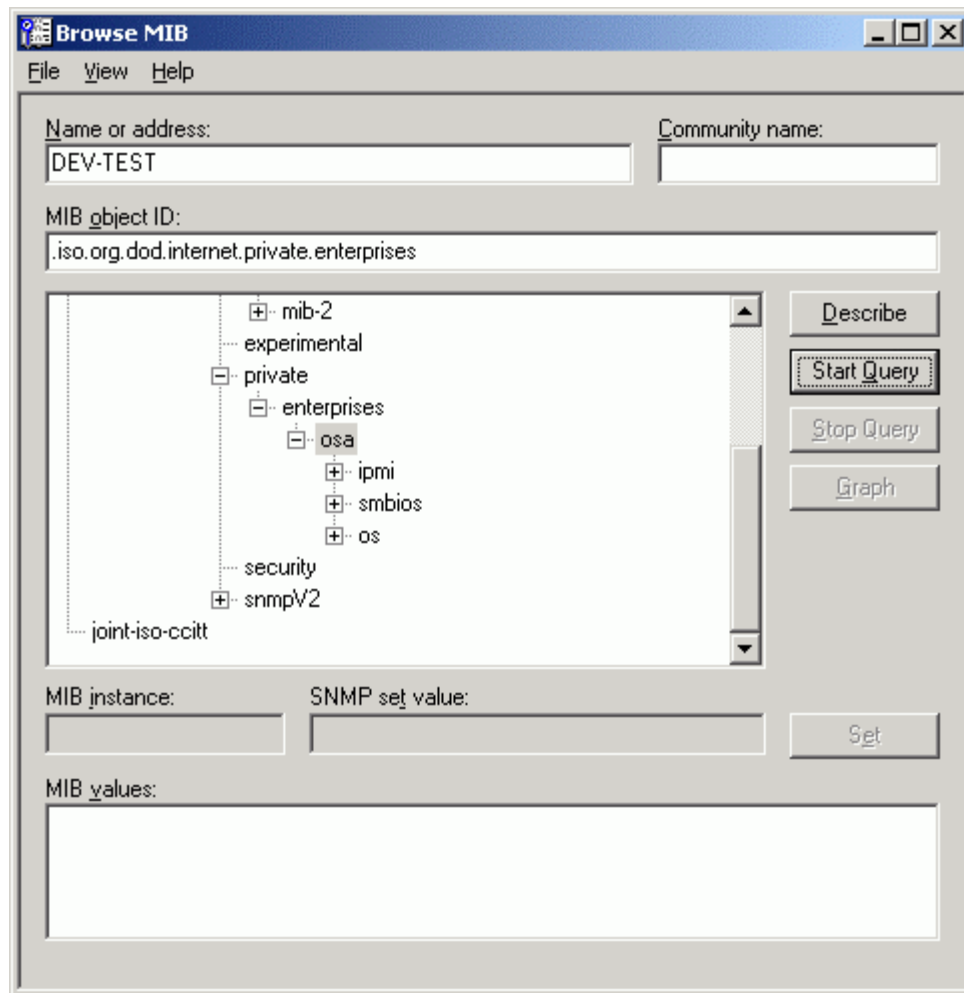 Browse MIB
File View Help
Name or address: Community name:
DEV-TEST
MIB object ID:
.iso.org.dod.internet.private.enterprises
mib-2
Describe
experimental
private
Start Query
enterprises
osa
Stop Query
ipmi
Graph
smbios
os
security
snmpV2
joint-iso-ccitt
MIB instance: SNMP set value:
Set
MIB values: